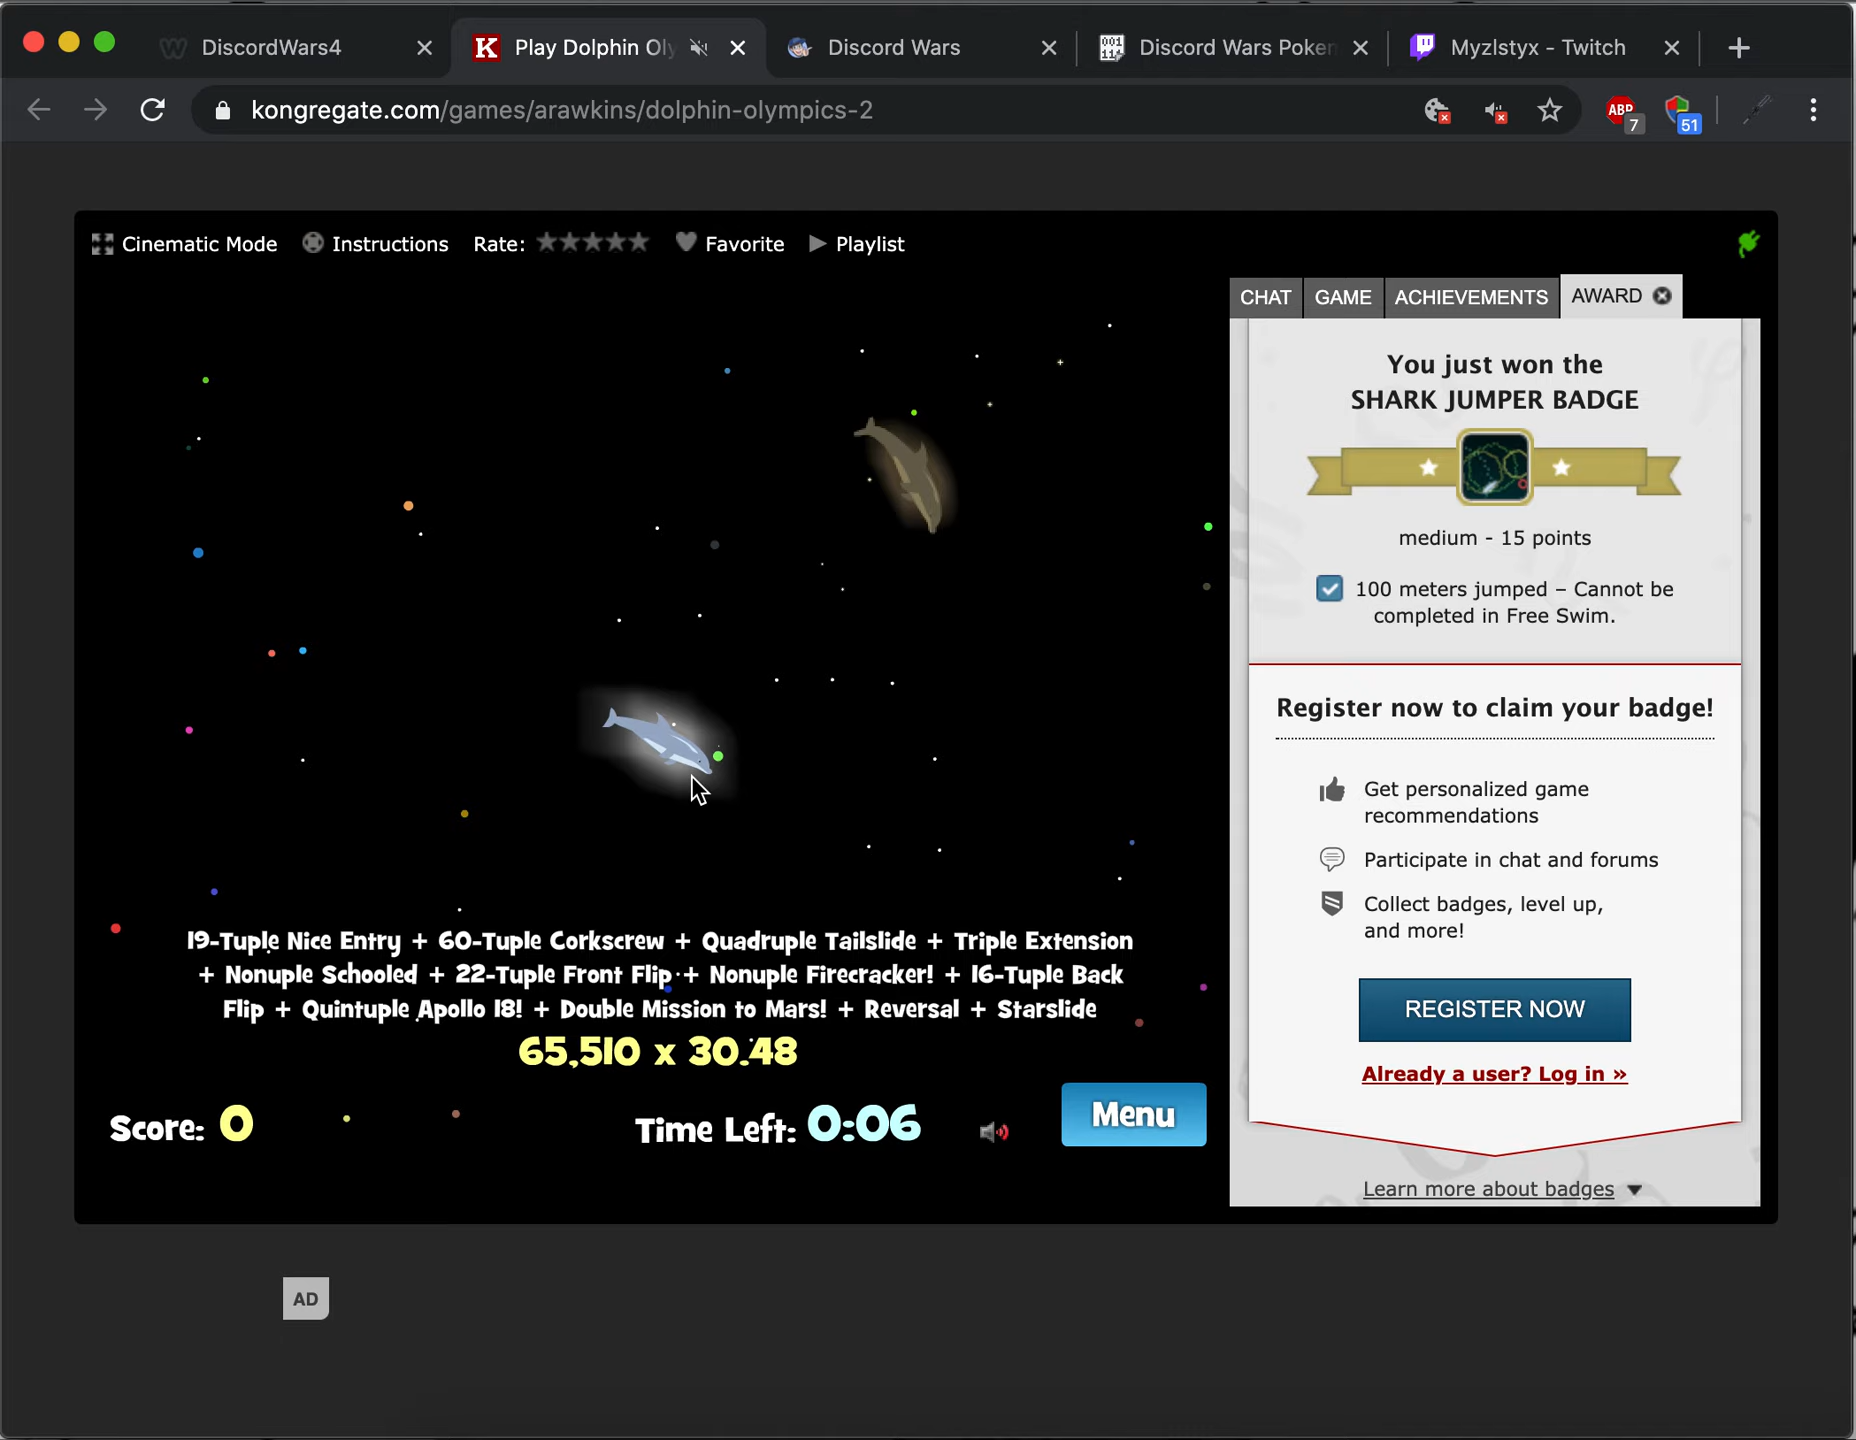 DiscordWars4
Play Dolphin Oly
Discord Wars
Discord Wars Poken
Myzlstyx - Twitch
kongregate.com/games/arawkins/dolphin-olympics-2
ABP
7
51
Cinematic Mode
Instructions
Rate:
Favorite
Playlist
CHAT
GAME
ACHIEVEMENTS
AWARD
You just won the
SHARK JUMPER BADGE
medium - 15 points
100 meters jumped – Cannot be
completed in Free Swim.
Register now to claim your badge!
Get personalized game
recommendations
Participate in chat and forums
Collect badges, level up,
and more!
REGISTER NOW
Already a user? Log in »
Learn more about badges
19-Tuple Nice Entry + 60-Tuple Corkscrew + Quadruple Tailslide + Triple Extension
+ Nonuple Schooled + 22-Tuple Front Flip + Nonuple Firecracker! + 16-Tuple Back
Flip + Quintuple Apollo 18! + Double Mission to Mars! + Reversal + Starslide
65,510 x 30.48
Score: 0
Time Left: 0:06
Menu
AD